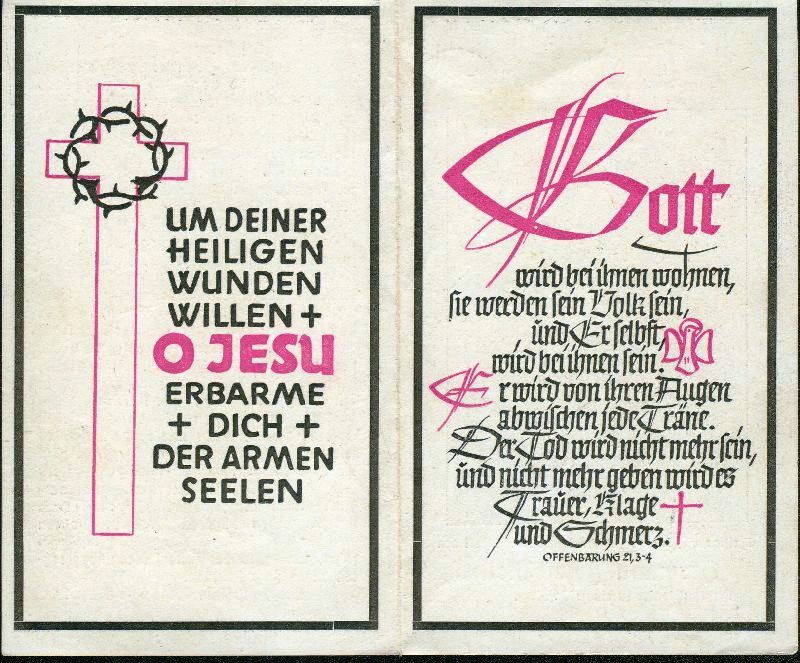 UM DEINER
HEILIGEN
WUNDEN
WILLEN +
O JESU
ERBARME
+ DICH +
DER ARMEN
SEELEN
Gott
wird bei ihnen wohnen,
sie werden sein Volk sein,
und Er selbst,
wird bei ihnen sein.
Er wird von ihren Augen
abwischen jede Träne.
Der Tod wird nicht mehr sein,
und nicht mehr geben wird es
Trauer, Klage
und Schmerz.
OFFENBARUNG 21,3-4